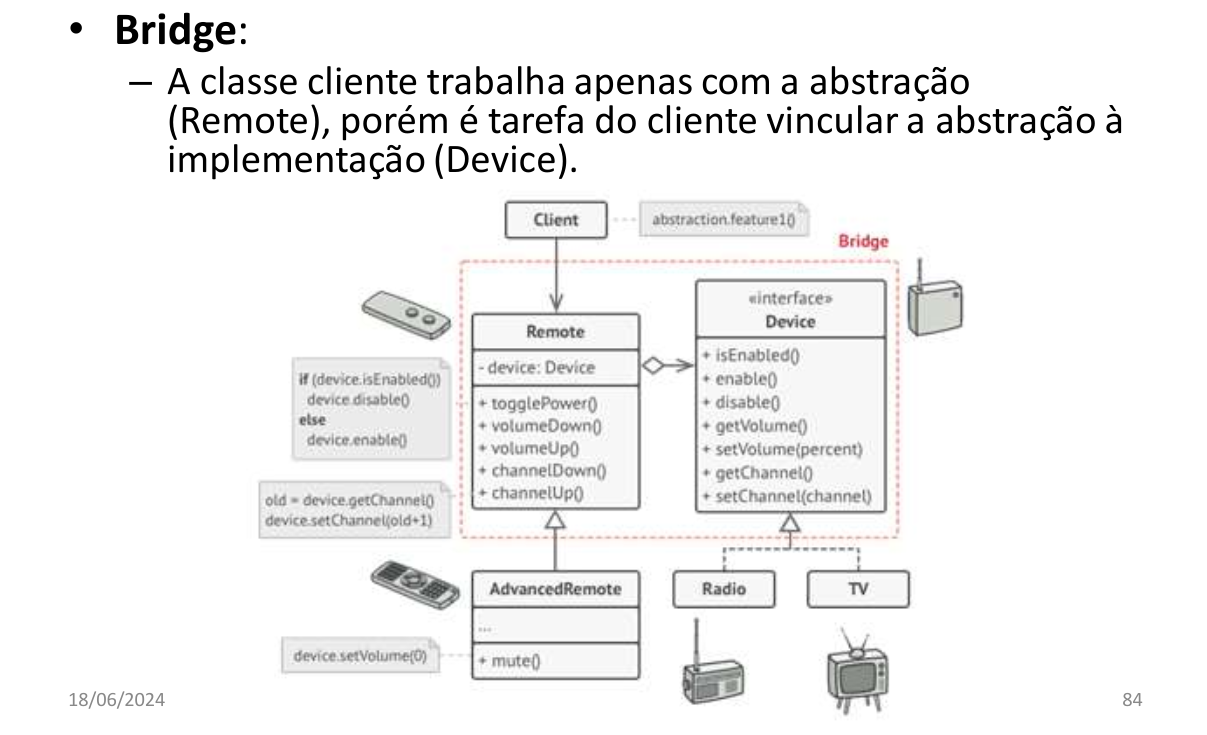 • Bridge:
– A classe cliente trabalha apenas com a abstração
(Remote), porém é tarefa do cliente vincular a abstração à
implementação (Device).
Client
abstraction.feature1()
Bridge
Remote
- device: Device
+ togglePower()
+ volumeDown()
+ volumeUp()
+ channelDown()
+ channelUp()
«interface»
Device
+ isEnabled()
+ enable()
+ disable()
+ getVolume()
+ setVolume(percent)
+ getChannel()
+ setChannel(channel)
if (device.isEnabled())
device.disable()
else
device.enable()
old = device.getChannel()
device.setChannel(old+1)
AdvancedRemote
...
+ mute()
Radio
TV
device.setVolume(0)
18/06/2024
84